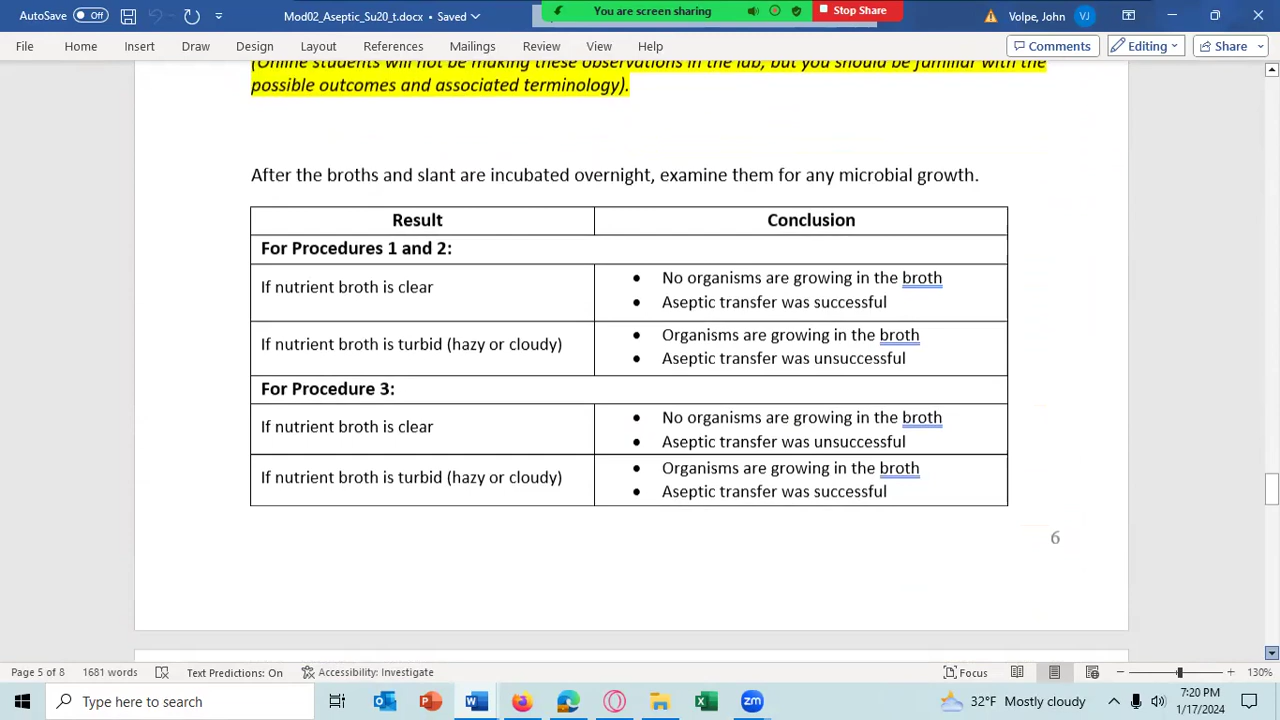 AutoSave Off Mod02_Aseptic_Su20_t.docx • Saved You are screen sharing Stop Share Volpe, John VJ
File Home Insert Draw Design Layout References Mailings Review View Help Comments Editing Share
(Online students will not be making these observations in the lab, but you should be familiar with the
possible outcomes and associated terminology).
After the broths and slant are incubated overnight, examine them for any microbial growth.
Result Conclusion
For Procedures 1 and 2:
If nutrient broth is clear
• No organisms are growing in the broth
• Aseptic transfer was successful
If nutrient broth is turbid (hazy or cloudy)
• Organisms are growing in the broth
• Aseptic transfer was unsuccessful
For Procedure 3:
If nutrient broth is clear
• No organisms are growing in the broth
• Aseptic transfer was unsuccessful
If nutrient broth is turbid (hazy or cloudy)
• Organisms are growing in the broth
• Aseptic transfer was successful
6
Page 5 of 8 1681 words Text Predictions: On Accessibility: Investigate Focus 130%
Type here to search 32°F Mostly cloudy 7:20 PM
1/17/2024